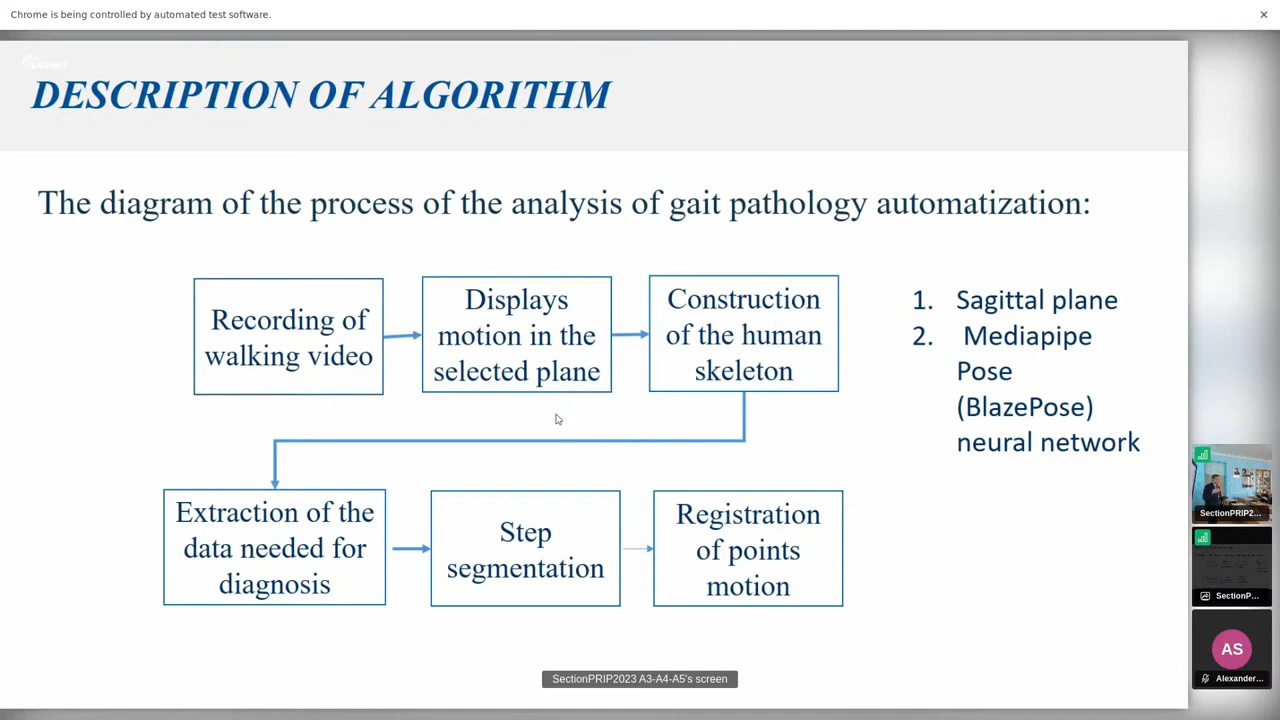 Chrome is being controlled by automated test software.
DESCRIPTION OF ALGORITHM
The diagram of the process of the analysis of gait pathology automatization:
Recording of
walking video
Displays
motion in the
selected plane
Construction
of the human
skeleton
1. Sagittal plane
2. Mediapipe
Pose
(BlazePose)
neural network
Extraction of the
data needed for
diagnosis
Step
segmentation
Registration
of points
motion
SectionPRIP2...
SectionP...
AS
Alexander...
SectionPRIP2023 A3-A4-A5's screen